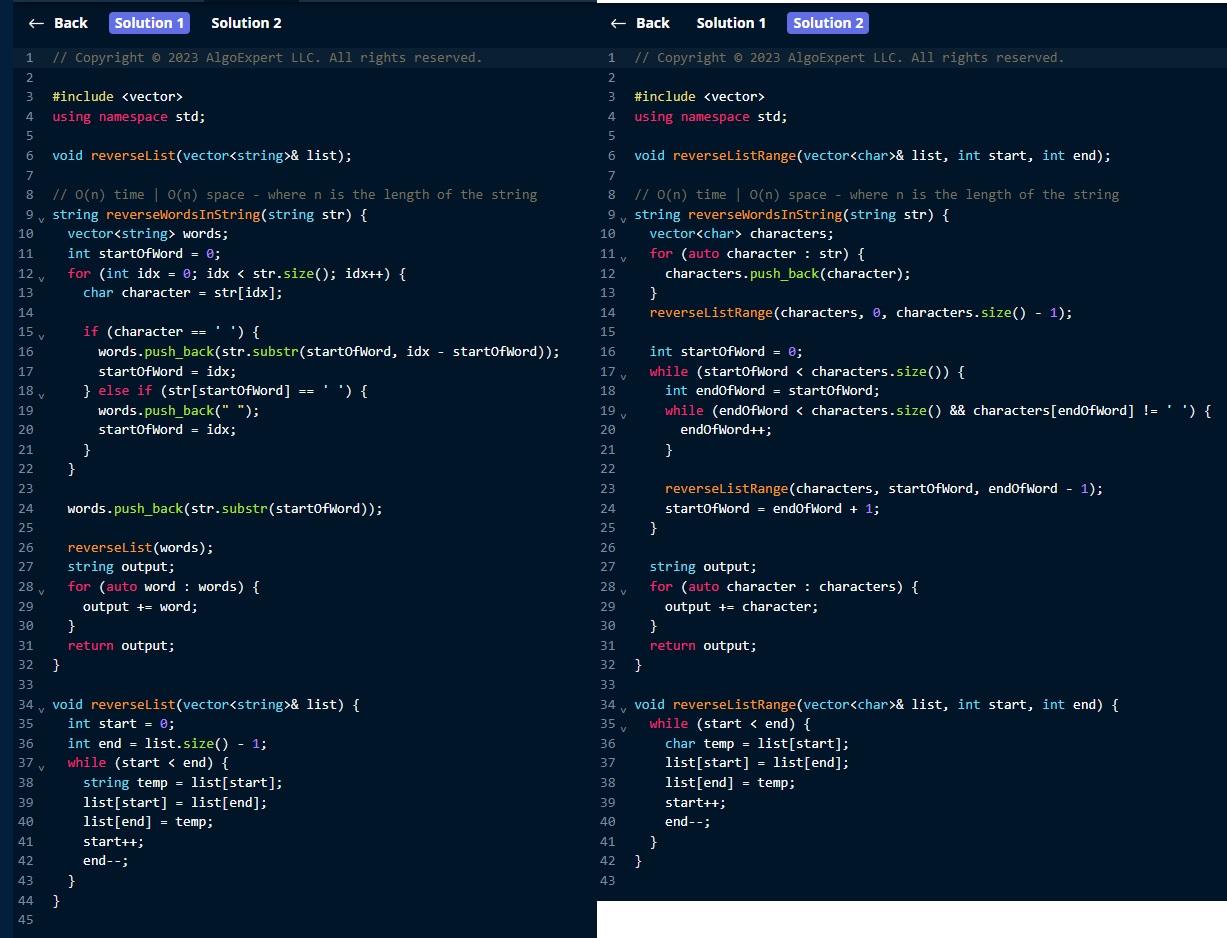 ← Back Solution 1 Solution 2
1 // Copyright © 2023 AlgoExpert LLC. All rights reserved.
2
3 #include <vector>
4 using namespace std;
5
6 void reverseList(vector<string>& list);
7
8 // O(n) time | O(n) space - where n is the length of the string
9 string reverseWordsInString(string str) {
10   vector<string> words;
11   int startOfWord = 0;
12   for (int idx = 0; idx < str.size(); idx++) {
13     char character = str[idx];
14
15     if (character == ' ') {
16       words.push_back(str.substr(startOfWord, idx - startOfWord));
17       startOfWord = idx;
18     } else if (str[startOfWord] == ' ') {
19       words.push_back(" ");
20       startOfWord = idx;
21     }
22   }
23
24   words.push_back(str.substr(startOfWord));
25
26   reverseList(words);
27   string output;
28   for (auto word : words) {
29     output += word;
30   }
31   return output;
32 }
33
34 void reverseList(vector<string>& list) {
35   int start = 0;
36   int end = list.size() - 1;
37   while (start < end) {
38     string temp = list[start];
39     list[start] = list[end];
40     list[end] = temp;
41     start++;
42     end--;
43   }
44 }
45
← Back Solution 1 Solution 2
1 // Copyright © 2023 AlgoExpert LLC. All rights reserved.
2
3 #include <vector>
4 using namespace std;
5
6 void reverseListRange(vector<char>& list, int start, int end);
7
8 // O(n) time | O(n) space - where n is the length of the string
9 string reverseWordsInString(string str) {
10   vector<char> characters;
11   for (auto character : str) {
12     characters.push_back(character);
13   }
14   reverseListRange(characters, 0, characters.size() - 1);
15
16   int startOfWord = 0;
17   while (startOfWord < characters.size()) {
18     int endOfWord = startOfWord;
19     while (endOfWord < characters.size() && characters[endOfWord] != ' ') {
20       endOfWord++;
21     }
22
23     reverseListRange(characters, startOfWord, endOfWord - 1);
24     startOfWord = endOfWord + 1;
25   }
26
27   string output;
28   for (auto character : characters) {
29     output += character;
30   }
31   return output;
32 }
33
34 void reverseListRange(vector<char>& list, int start, int end) {
35   while (start < end) {
36     char temp = list[start];
37     list[start] = list[end];
38     list[end] = temp;
39     start++;
40     end--;
41   }
42 }
43